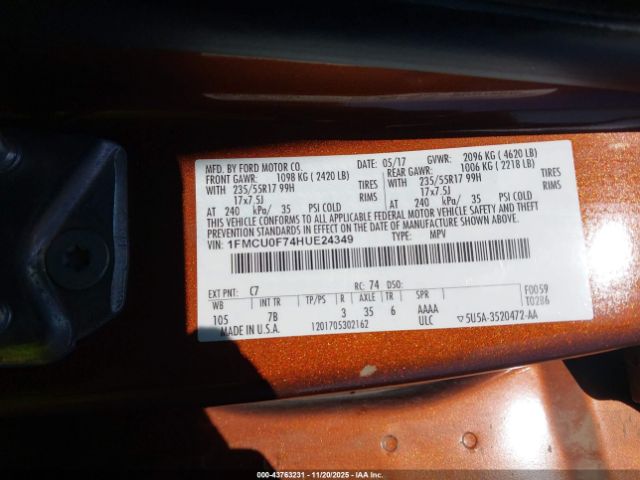 MFD. BY FORD MOTOR CO. 05/17 GVWR: 2096 KG ( 4620 LB)
FRONT GAWR: 1098 KG ( 2420 LB) REAR GAWR: 1006 KG ( 2218 LB)
WITH 235/55R17 99H TIRES WITH 235/55R17 99H TIRES
17x7.5J RIMS 17x7.5J RIMS
AT 240 kPa/ 35 PSI COLD AT 240 kPa/ 35 PSI COLD
THIS VEHICLE CONFORMS TO ALL APPLICABLE FEDERAL MOTOR VEHICLE SAFETY AND THEFT
PREVENTION STANDARDS IN EFFECT ON THE DATE OF MANUFACTURE SHOWN ABOVE.
VIN: 1FMCU0F74HUE24349 TYPE: MPV
EXT PNT: C7 RC: 74 DSO: F0059
WB INT TR TP/PS R AXLE TR SPR T0286
105 7B 3 35 6 AAAA
MADE IN U.S.A. 1201705302162 ULC ▽5U5A-3520472-AA
000-43763231 - 11/20/2025 - IAAI.COM